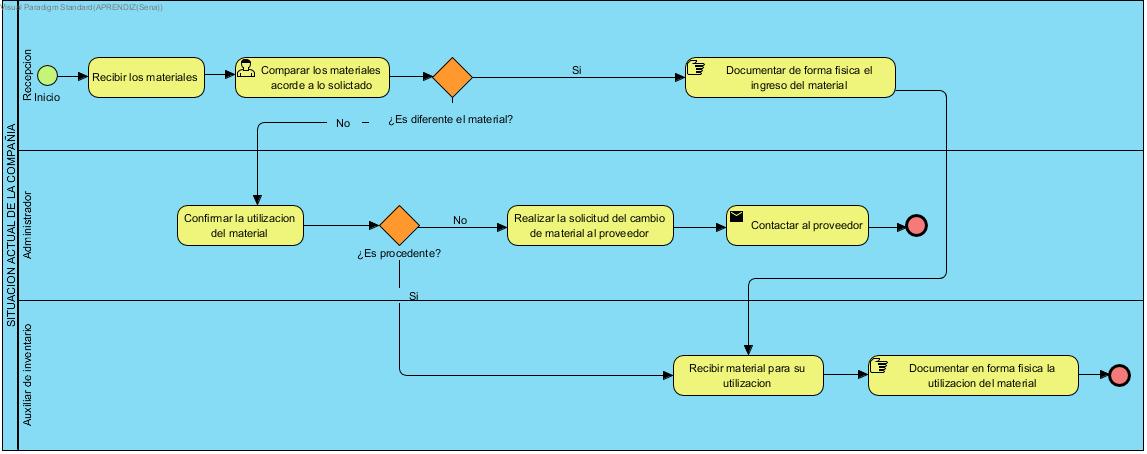 Visual Paradigm Standard(APRENDIZ(Sena))
SITUACION ACTUAL DE LA COMPAÑIA
Recepcion
Inicio
Recibir los materiales
Comparar los materiales
acorde a lo solictado
¿Es diferente el material?
Si
No
Documentar de forma fisica el
ingreso del material
Administrador
Confirmar la utilizacion
del material
¿Es procedente?
No
Si
Realizar la solicitud del cambio
de material al proveedor
Contactar al proveedor
Auxiliar de inventario
Recibir material para su
utilizacion
Documentar en forma fisica la
utilizacion del material